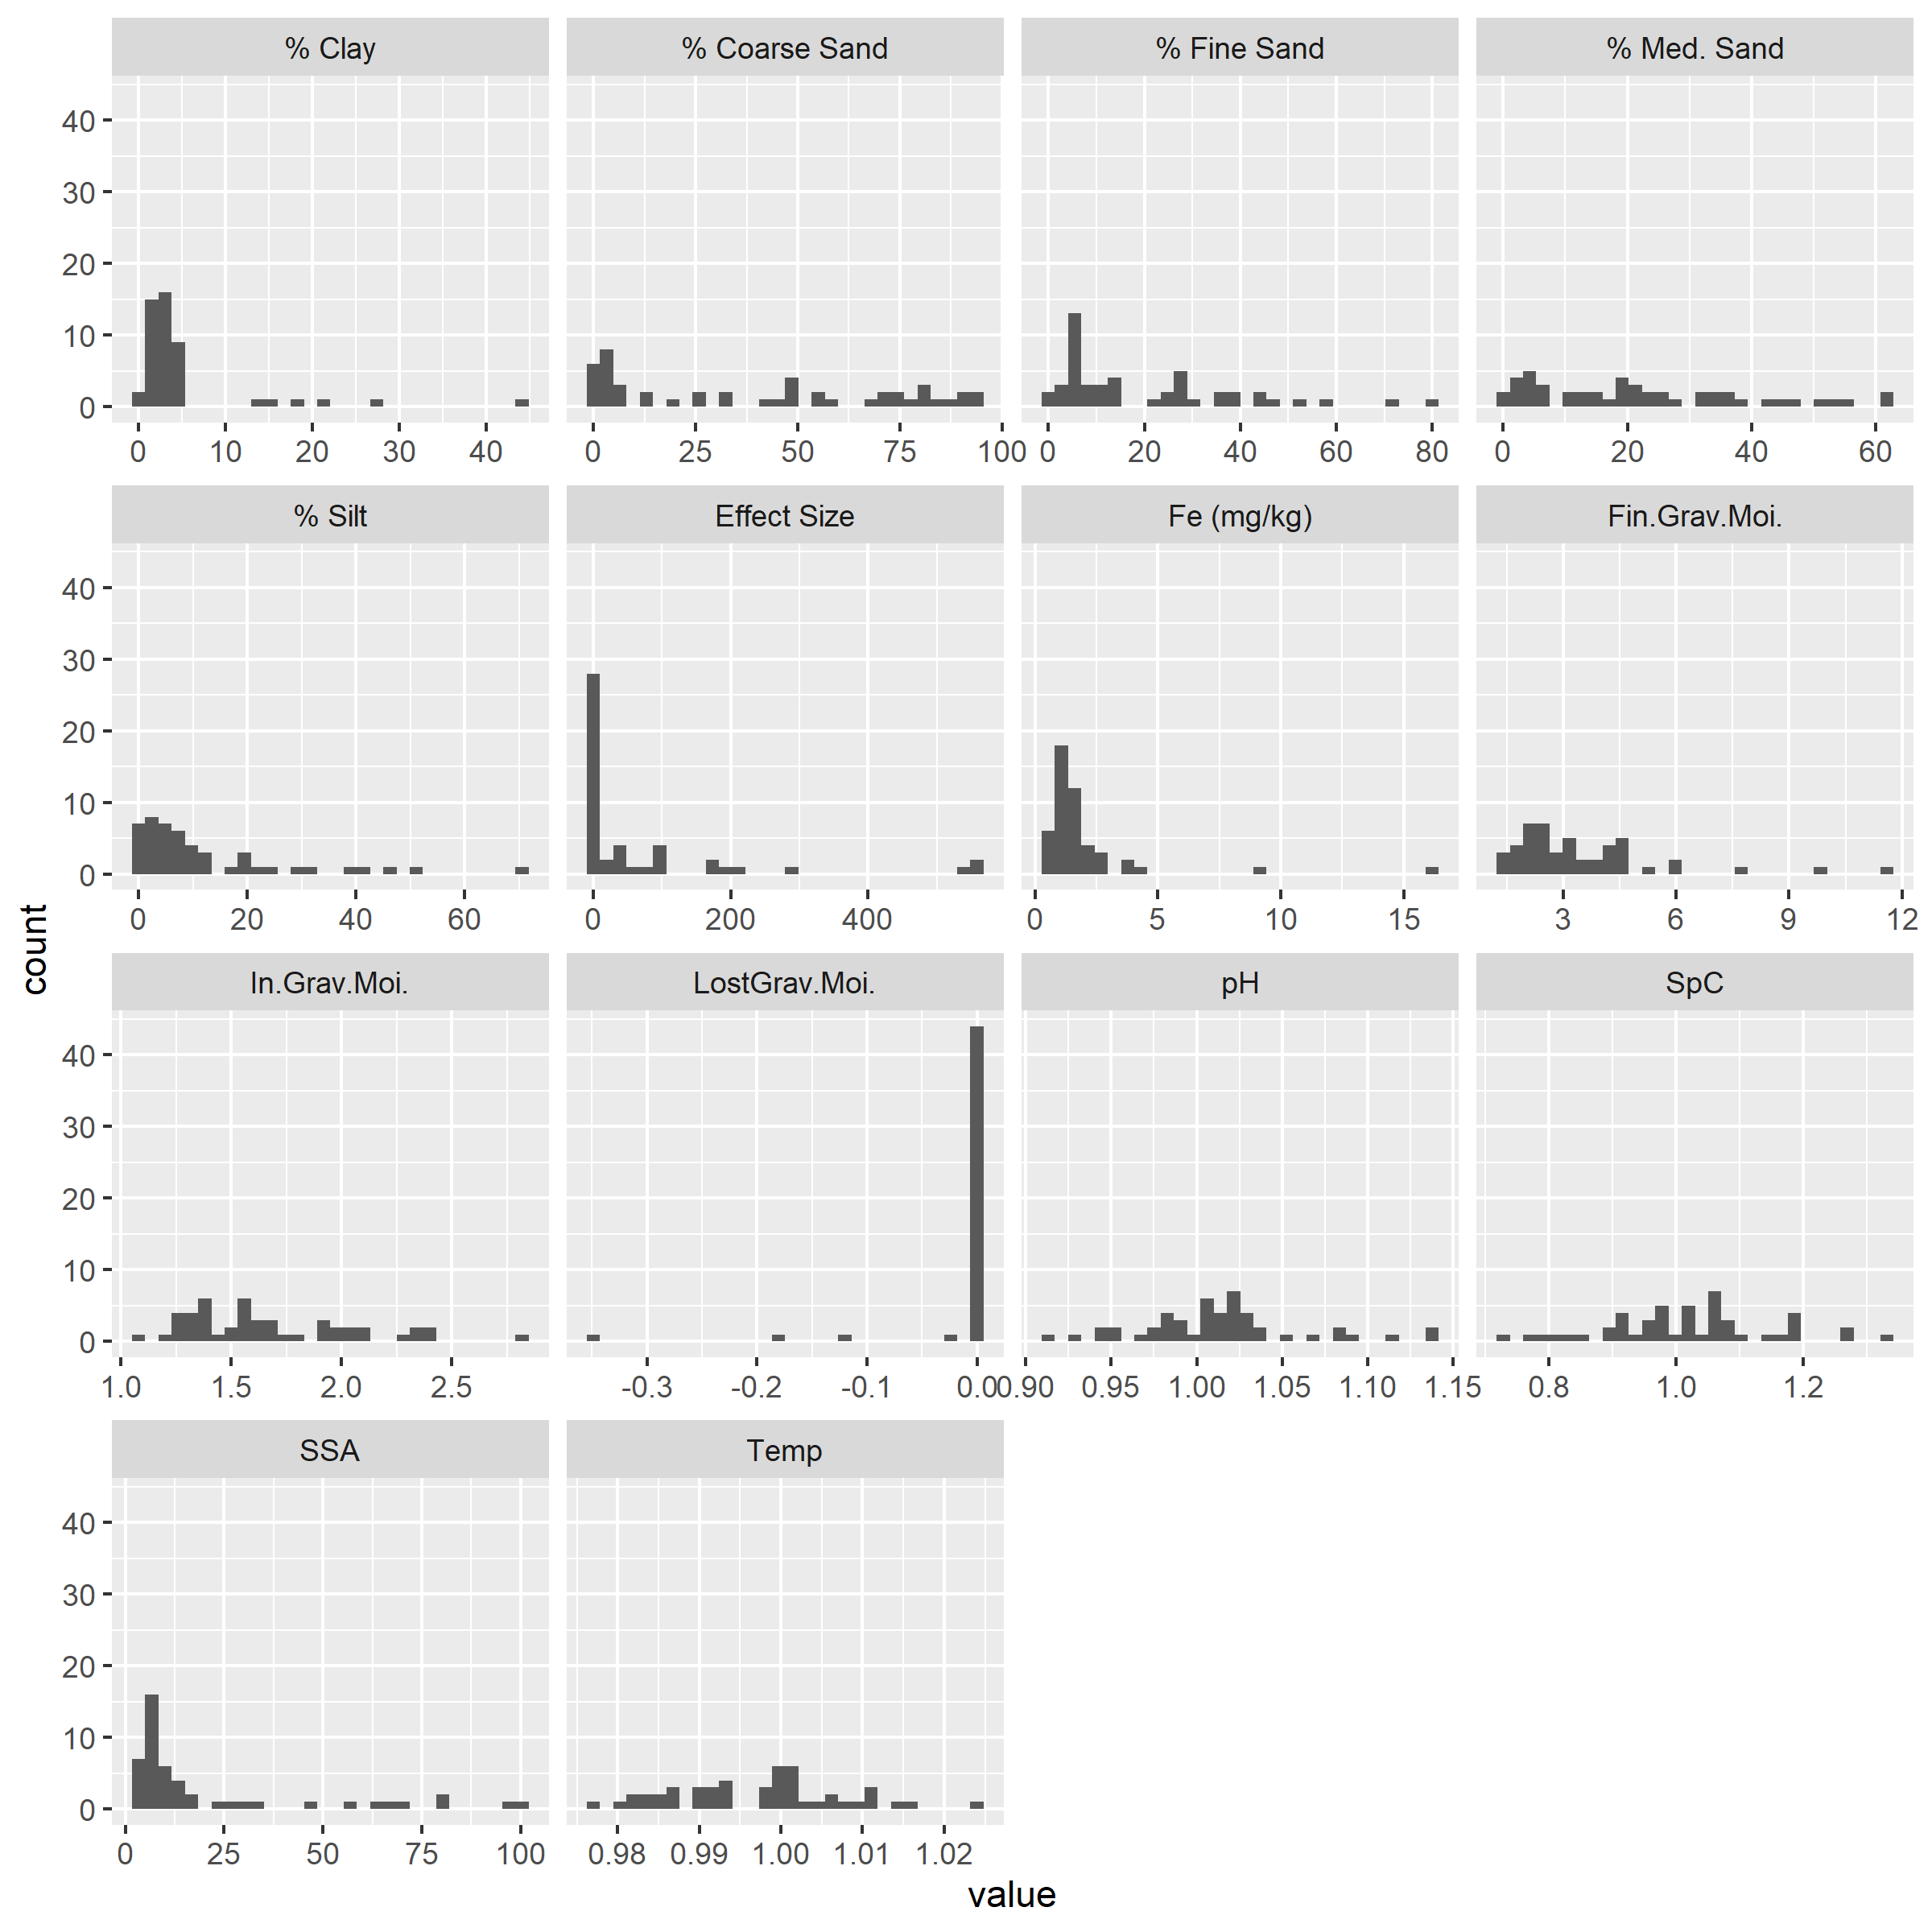 % Clay % Coarse Sand % Fine Sand % Med. Sand
40
30
20
10
0
0 10 20 30 40 0 25 50 75 100 0 20 40 60 80 0 20 40 60
% Silt Effect Size Fe (mg/kg) Fin.Grav.Moi.
40
30
20
10
0
0 20 40 60 0 200 400 0 5 10 15 3 6 9 12
count
In.Grav.Moi. LostGrav.Moi. pH SpC
40
30
20
10
0
1.0 1.5 2.0 2.5 -0.3 -0.2 -0.1 0.0 0.90 0.95 1.00 1.05 1.10 1.15 0.8 1.0 1.2
SSA Temp
40
30
20
10
0
0 25 50 75 100 0.98 0.99 1.00 1.01 1.02
value